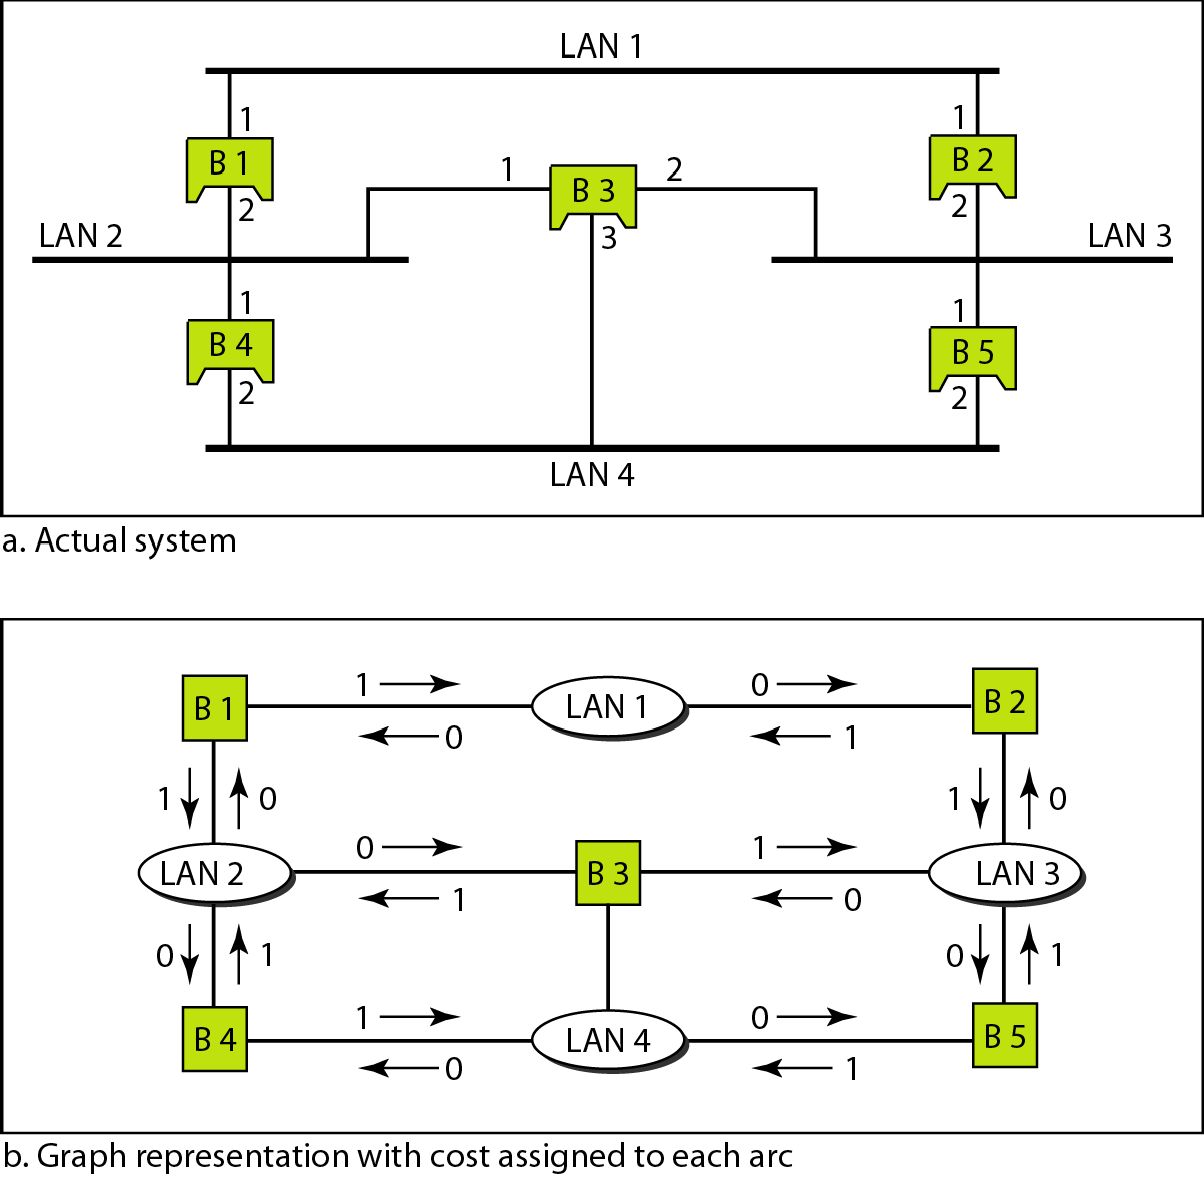 LAN 1
1 1
B 1 B 2
1 B 3 2
2 2
LAN 2 3 LAN 3
1 1
B 4 B 5
2 2
LAN 4
a. Actual system
1 0
B 1 LAN 1 B 2
0 1
1 0 1 0
0 1
LAN 2 B 3 LAN 3
1 0
0 1 0 1
1 0
B 4 LAN 4 B 5
0 1
b. Graph representation with cost assigned to each arc